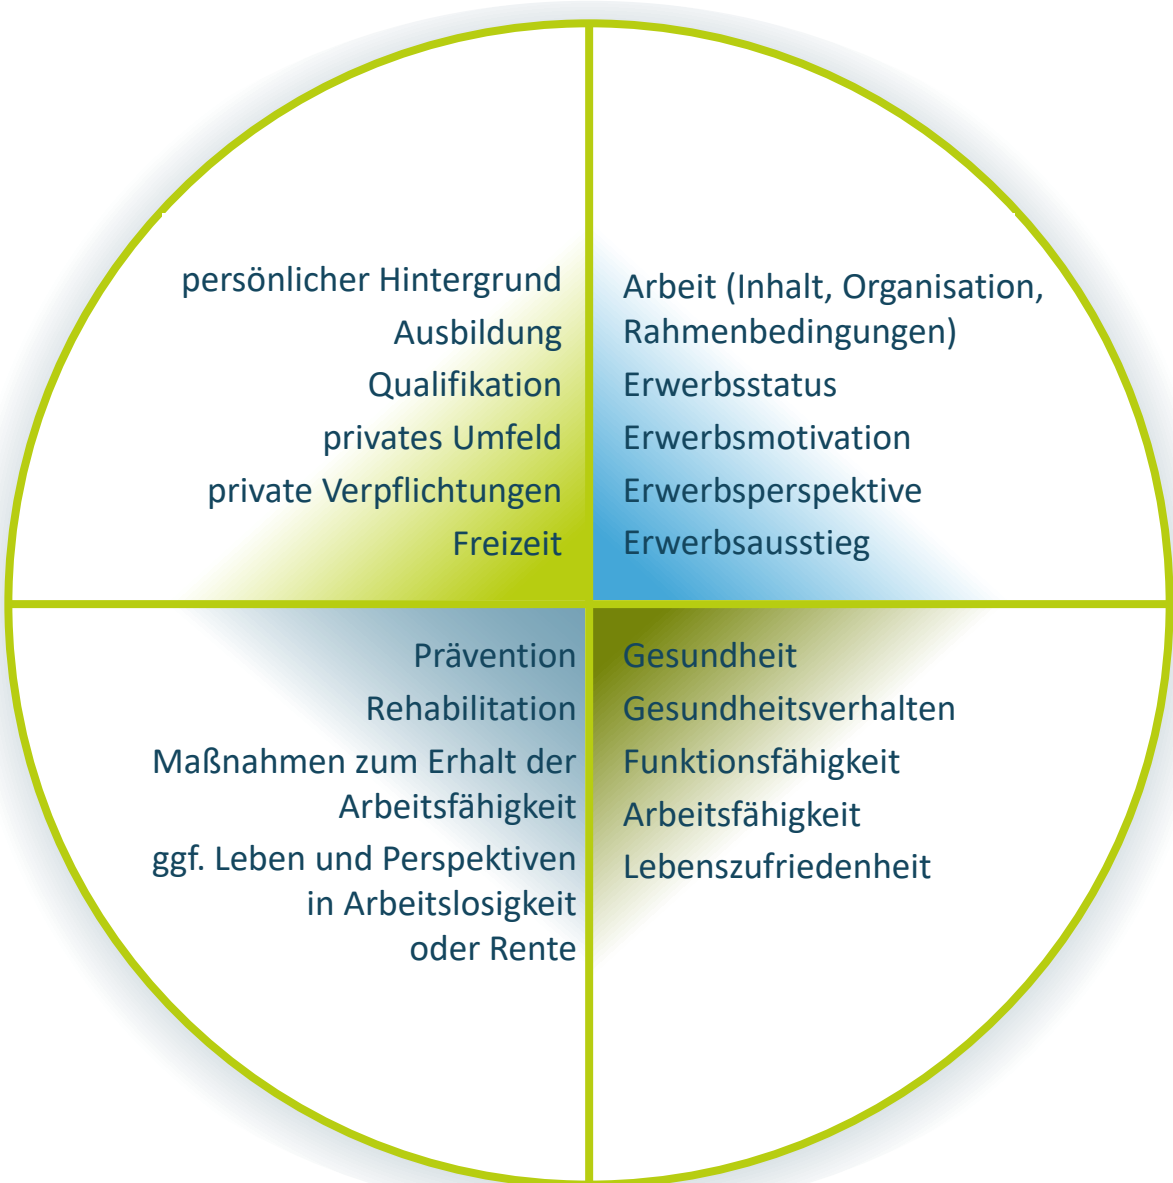 persönlicher Hintergrund
Ausbildung
Qualifikation
privates Umfeld
private Verpflichtungen
Freizeit
Arbeit (Inhalt, Organisation,
Rahmenbedingungen)
Erwerbsstatus
Erwerbsmotivation
Erwerbsperspektive
Erwerbsausstieg
Prävention
Rehabilitation
Maßnahmen zum Erhalt der
Arbeitsfähigkeit
ggf. Leben und Perspektiven
in Arbeitslosigkeit
oder Rente
Gesundheit
Gesundheitsverhalten
Funktionsfähigkeit
Arbeitsfähigkeit
Lebenszufriedenheit